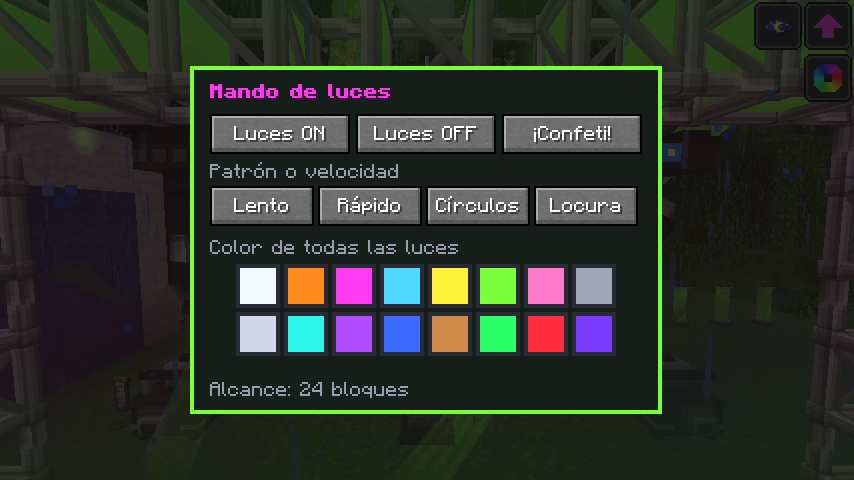 Mando de luces
Luces ON Luces OFF ¡Confeti!
Patrón o velocidad
Lento Rápido Círculos Locura
Color de todas las luces
Alcance: 24 bloques